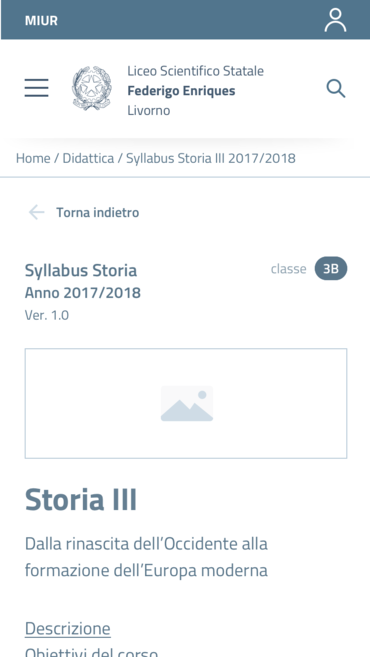 MIUR
Liceo Scientifico Statale
Federigo Enriques
Livorno
Home / Didattica / Syllabus Storia III 2017/2018
Torna indietro
Syllabus Storia
classe 3B
Anno 2017/2018
Ver. 1.0
Storia III
Dalla rinascita dell’Occidente alla
formazione dell’Europa moderna
Descrizione
Obiettivi del corso